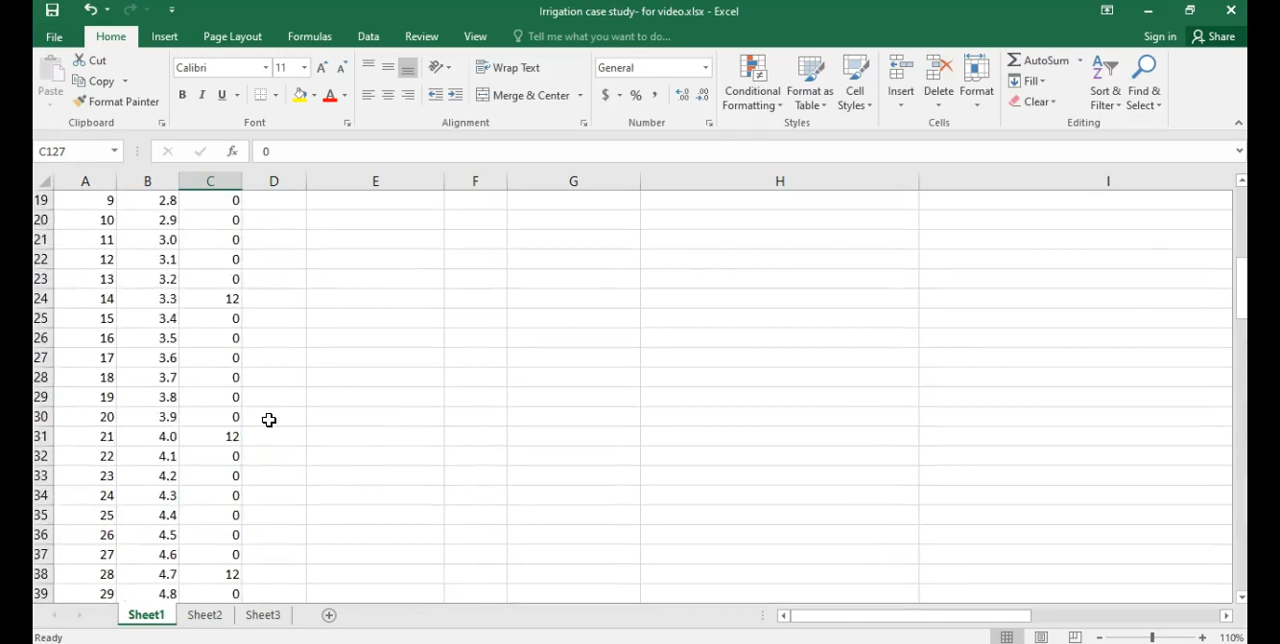 Irrigation case study- for video.xlsx - Excel
File Home Insert Page Layout Formulas Data Review View Tell me what you want to do... Sign in Share
Cut
Copy
Format Painter
Paste
Clipboard
Calibri 11
B I U A
Font
Wrap Text
Merge & Center
Alignment
General
$ % ,
Number
Conditional Formatting
Format as Table
Cell Styles
Styles
Insert Delete Format
Cells
AutoSum
Fill
Clear
Sort & Filter
Find & Select
Editing
C127 fx 0
A B C D E F G H I
19 9 2.8 0
20 10 2.9 0
21 11 3.0 0
22 12 3.1 0
23 13 3.2 0
24 14 3.3 12
25 15 3.4 0
26 16 3.5 0
27 17 3.6 0
28 18 3.7 0
29 19 3.8 0
30 20 3.9 0
31 21 4.0 12
32 22 4.1 0
33 23 4.2 0
34 24 4.3 0
35 25 4.4 0
36 26 4.5 0
37 27 4.6 0
38 28 4.7 12
39 29 4.8 0
Sheet1 Sheet2 Sheet3
Ready 110%